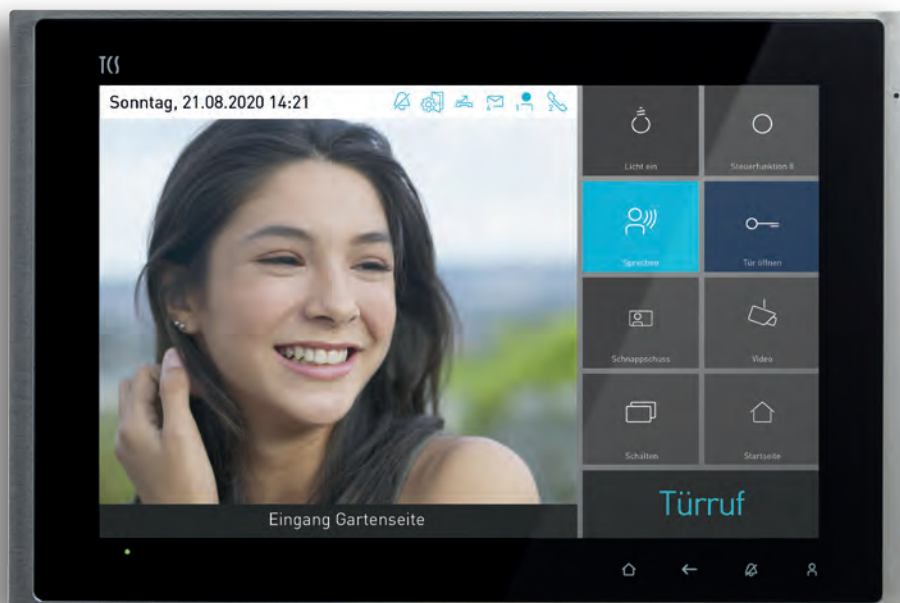 TCS
Sonntag, 21.08.2020 14:21
Licht ein
Steuerfunktion 8
Sprechen
Tür öffnen
Schnappschuss
Video
Schalten
Startseite
Eingang Gartenseite
Türruf